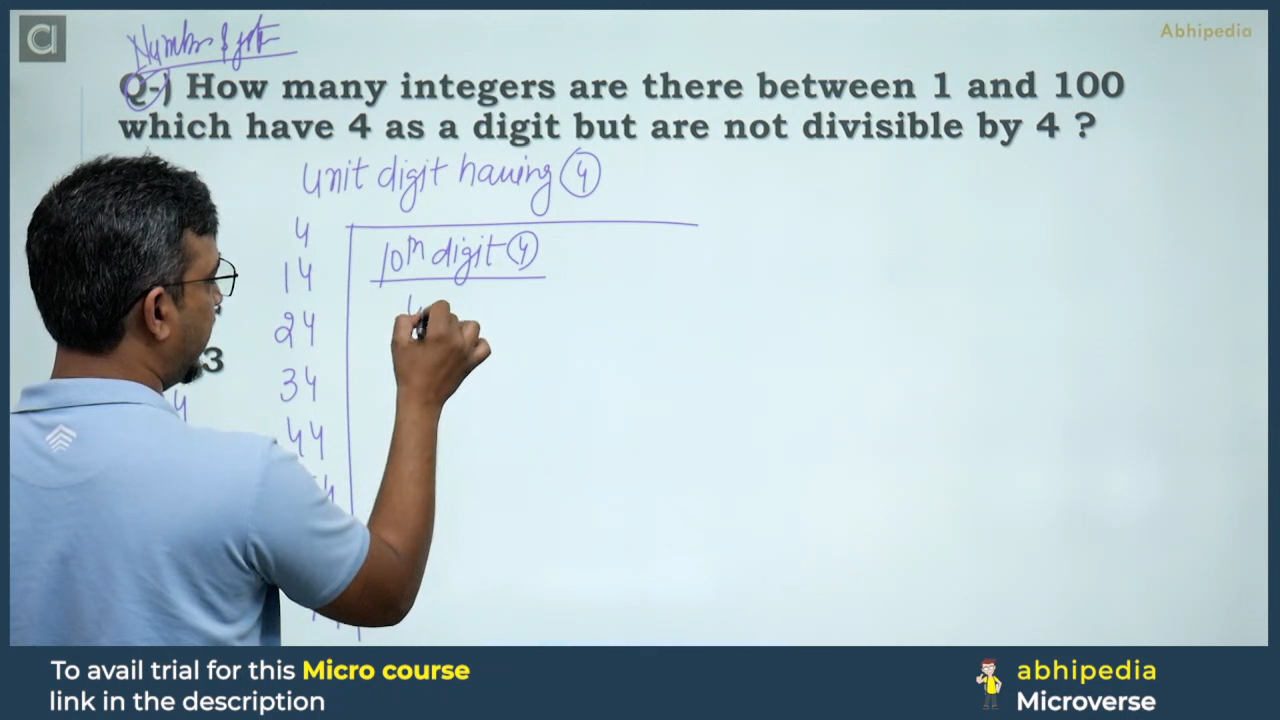 Abhipedia
Q-) How many integers are there between 1 and 100
which have 4 as a digit but are not divisible by 4 ?
Unit digit having 4
4
10th digit 4
14
24
34
44
3
4
To avail trial for this Micro course
link in the description
abhipedia
Microverse